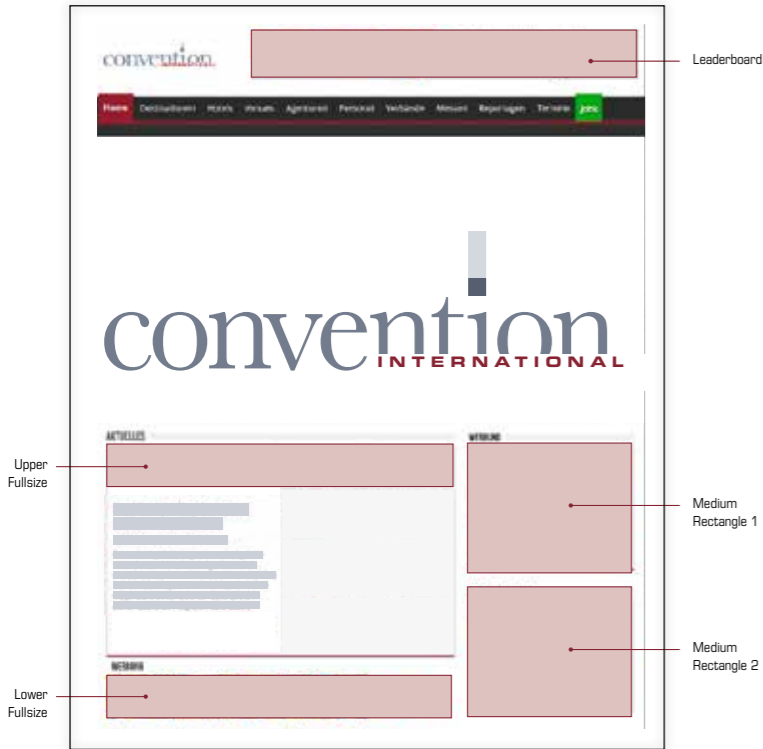 convention
Leaderboard
Home Destinationen Hotels Venues Agenturen Personal Verbände Messen Reportagen Termine Jobs
convention
INTERNATIONAL
AKTUELLES
WERBUNG
Upper
Fullsize
Medium
Rectangle 1
WERBUNG
Medium
Rectangle 2
Lower
Fullsize